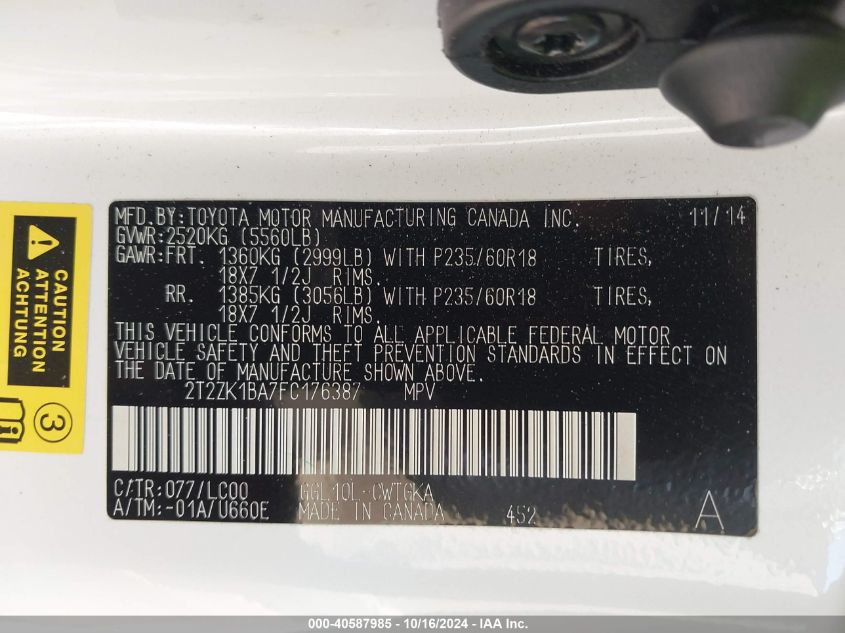 CAUTION
ATTENTION
ACHTUNG
3
MFD.BY:TOYOTA MOTOR MANUFACTURING CANADA INC. 11/14
GVWR:2520KG (5560LB)
GAWR:FRT. 1360KG (2999LB) WITH P235/60R18 TIRES,
18X7 1/2J RIMS.
RR. 1385KG (3056LB) WITH P235/60R18 TIRES,
18X7 1/2J RIMS.
THIS VEHICLE CONFORMS TO ALL APPLICABLE FEDERAL MOTOR
VEHICLE SAFETY AND THEFT PREVENTION STANDARDS IN EFFECT ON
THE DATE OF MANUFACTURE SHOWN ABOVE.
2T2ZK1BA7FC176387 MPV
C/TR:077/LC00 GGL10L-CWTGKA
A/TM:-01A/U660E MADE IN CANADA 452 A
000-40587985 - 10/16/2024 - IAA Inc.